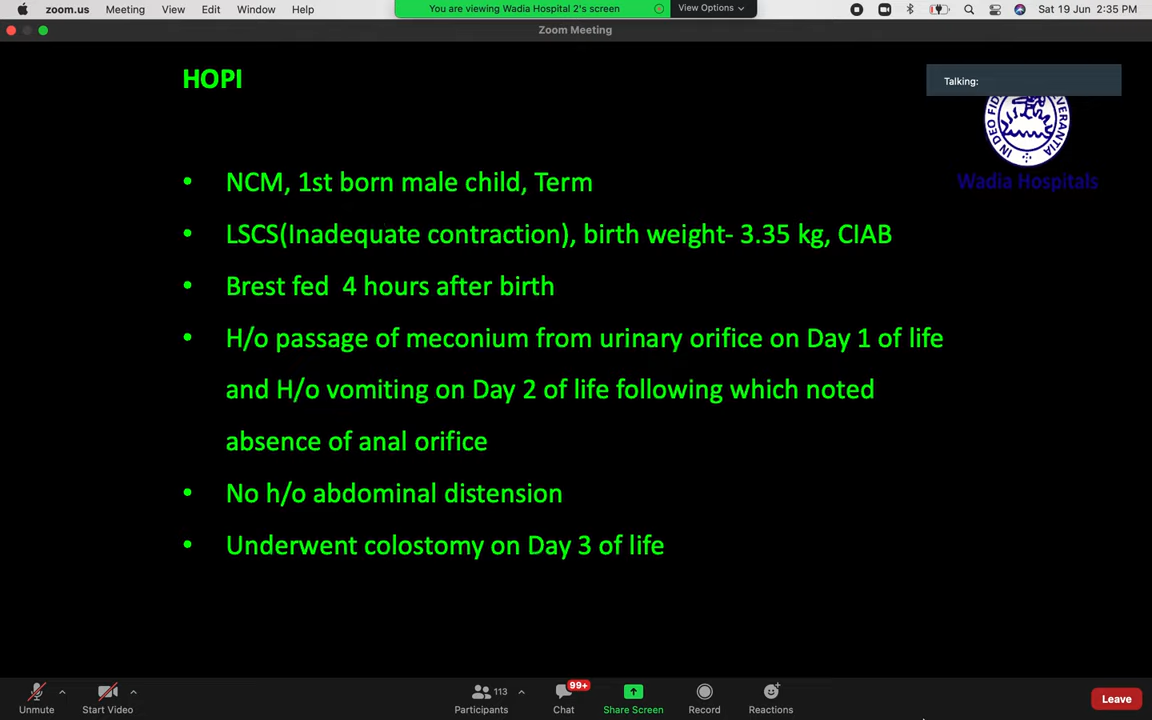 zoom.us Meeting View Edit Window Help
You are viewing Wadia Hospital 2's screen
View Options
Sat 19 Jun 2:35 PM
Zoom Meeting
HOPI
Talking:
IN DEO FID VERANTIA
Wadia Hospitals
• NCM, 1st born male child, Term
• LSCS(Inadequate contraction), birth weight- 3.35 kg, CIAB
• Brest fed 4 hours after birth
• H/o passage of meconium from urinary orifice on Day 1 of life
and H/o vomiting on Day 2 of life following which noted
absence of anal orifice
• No h/o abdominal distension
• Underwent colostomy on Day 3 of life
113
99+
Unmute Start Video Participants Chat Share Screen Record Reactions Leave